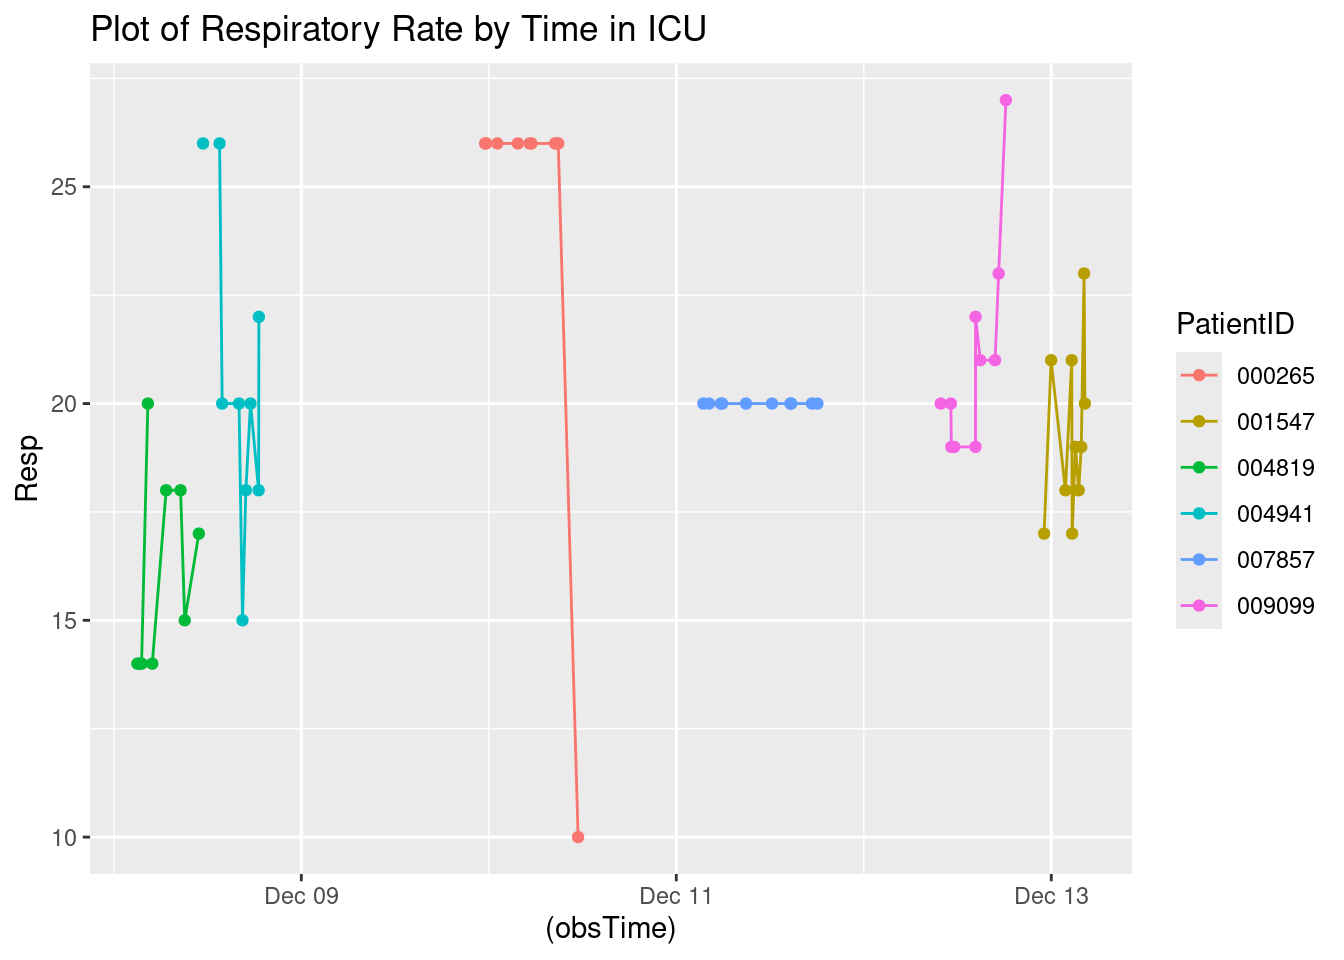 Plot of Respiratory Rate by Time in ICU
Resp
25
20
15
10
Dec 09
Dec 11
Dec 13
(obsTime)
PatientID
000265
001547
004819
004941
007857
009099